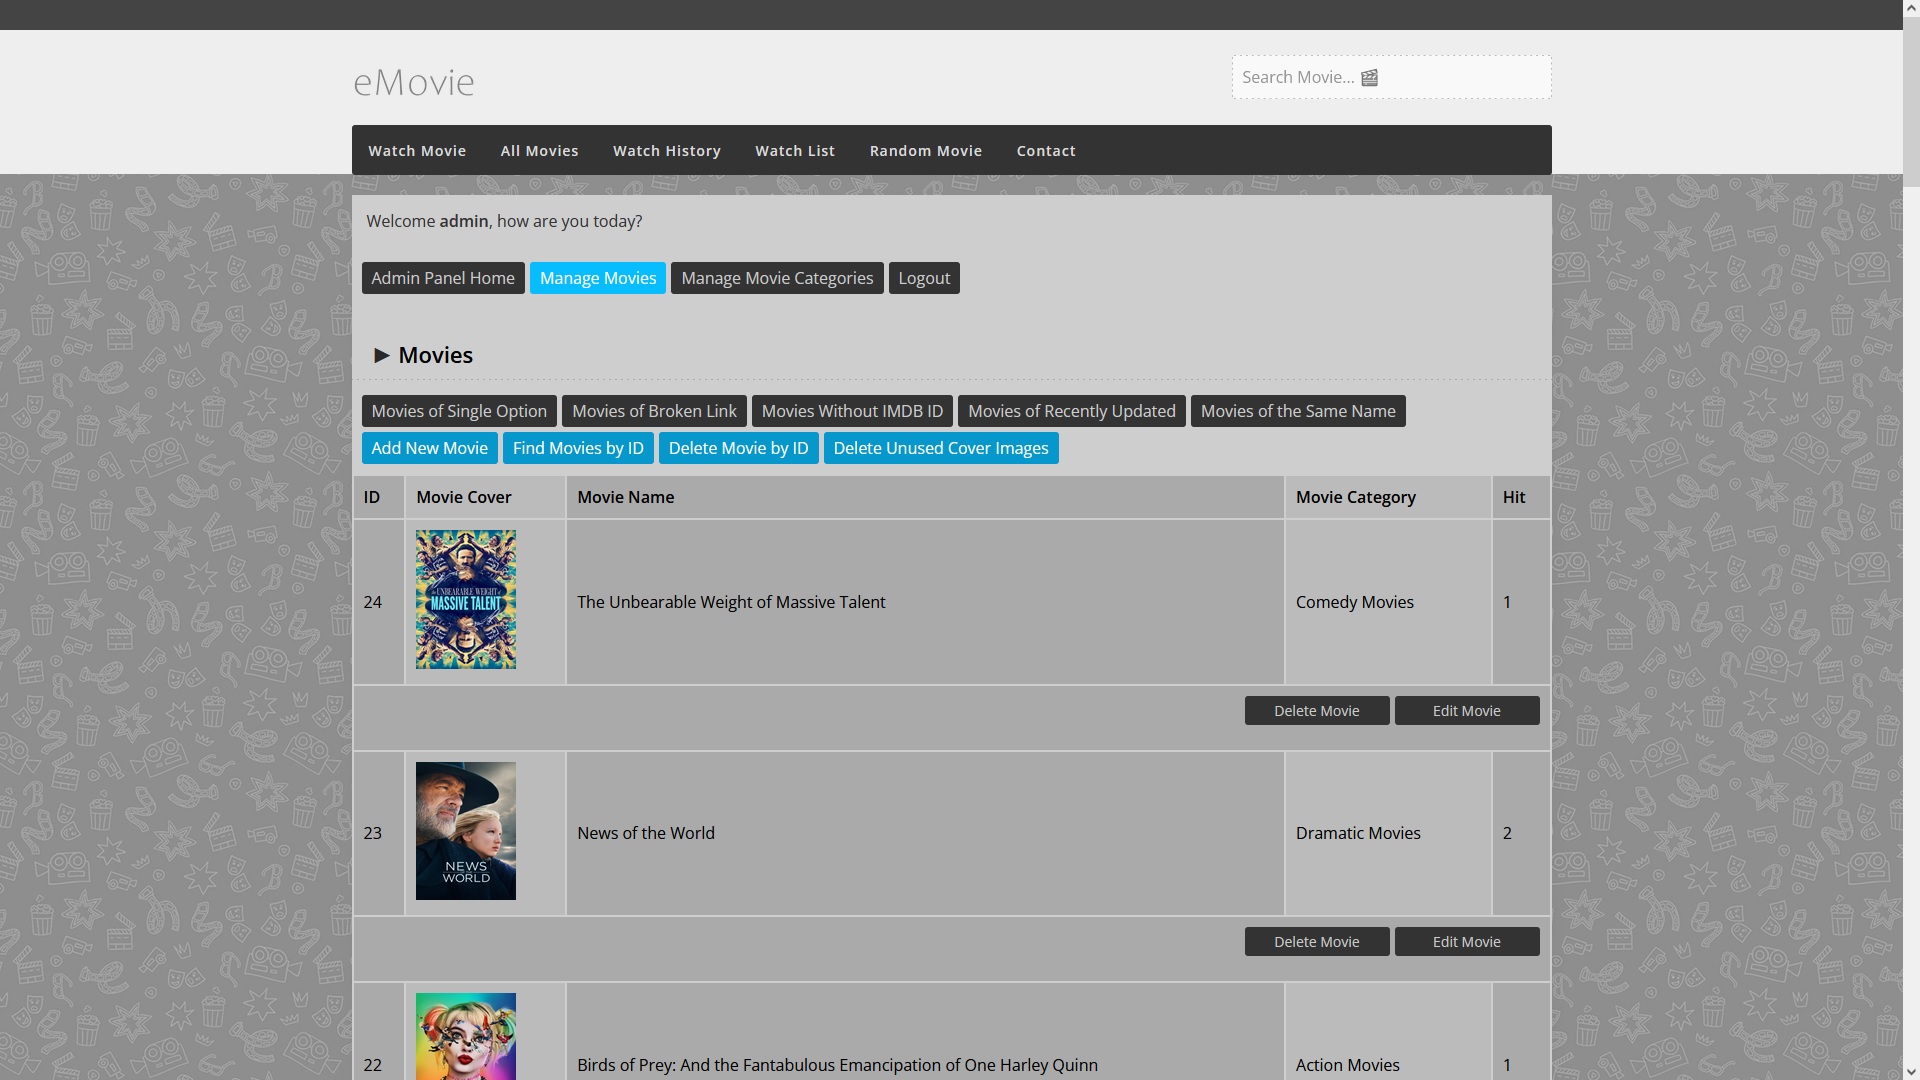 eMovie
Search Movie... 🎬
Watch Movie
All Movies
Watch History
Watch List
Random Movie
Contact
Welcome admin, how are you today?
Admin Panel Home
Manage Movies
Manage Movie Categories
Logout
► Movies
Movies of Single Option
Movies of Broken Link
Movies Without IMDB ID
Movies of Recently Updated
Movies of the Same Name
Add New Movie
Find Movies by ID
Delete Movie by ID
Delete Unused Cover Images
ID
Movie Cover
Movie Name
Movie Category
Hit
24
The UNBEARABLE WEIGHT of
MASSIVE TALENT
The Unbearable Weight of Massive Talent
Comedy Movies
1
Delete Movie
Edit Movie
23
NEWS
WORLD
News of the World
Dramatic Movies
2
Delete Movie
Edit Movie
22
Birds of Prey: And the Fantabulous Emancipation of One Harley Quinn
Action Movies
1